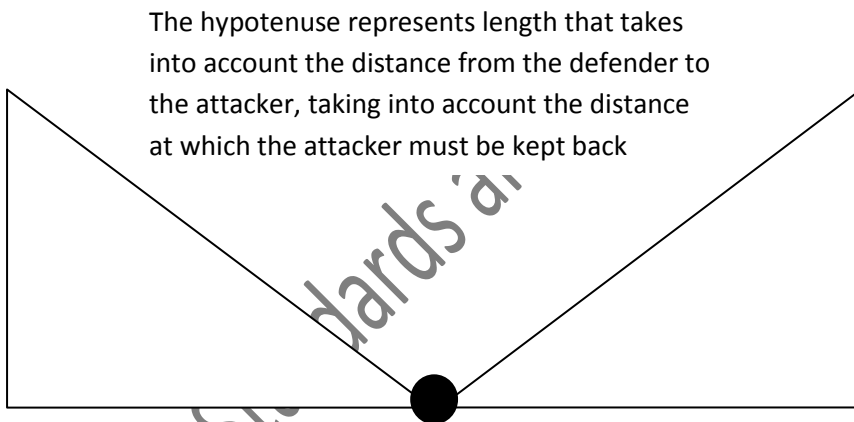 The hypotenuse represents length that takes
into account the distance from the defender to
the attacker, taking into account the distance
at which the attacker must be kept back